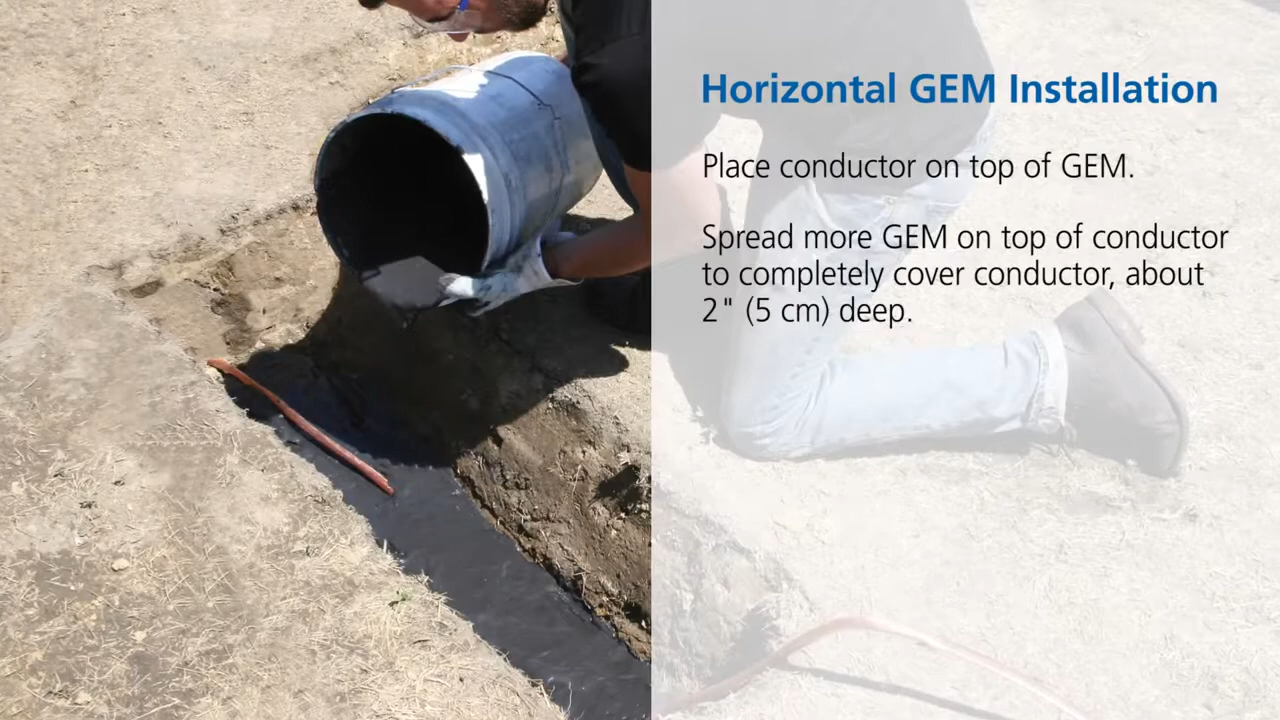 Horizontal GEM Installation
Place conductor on top of GEM.
Spread more GEM on top of conductor
to completely cover conductor, about
2" (5 cm) deep.